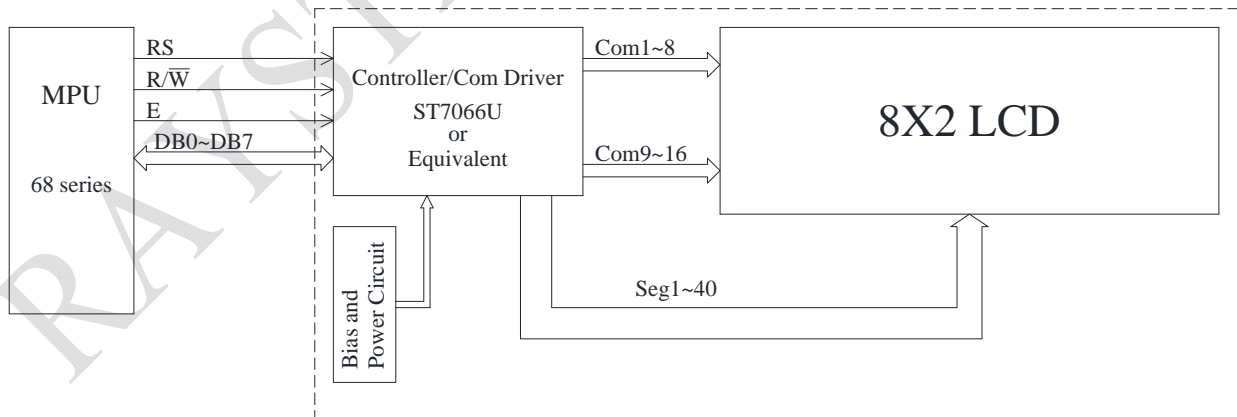 RAYST
MPU
68 series
RS
R/W̅
E
DB0~DB7
Controller/Com Driver
ST7066U
or
Equivalent
Com1~8
Com9~16
8X2 LCD
Bias and
Power Circuit
Seg1~40